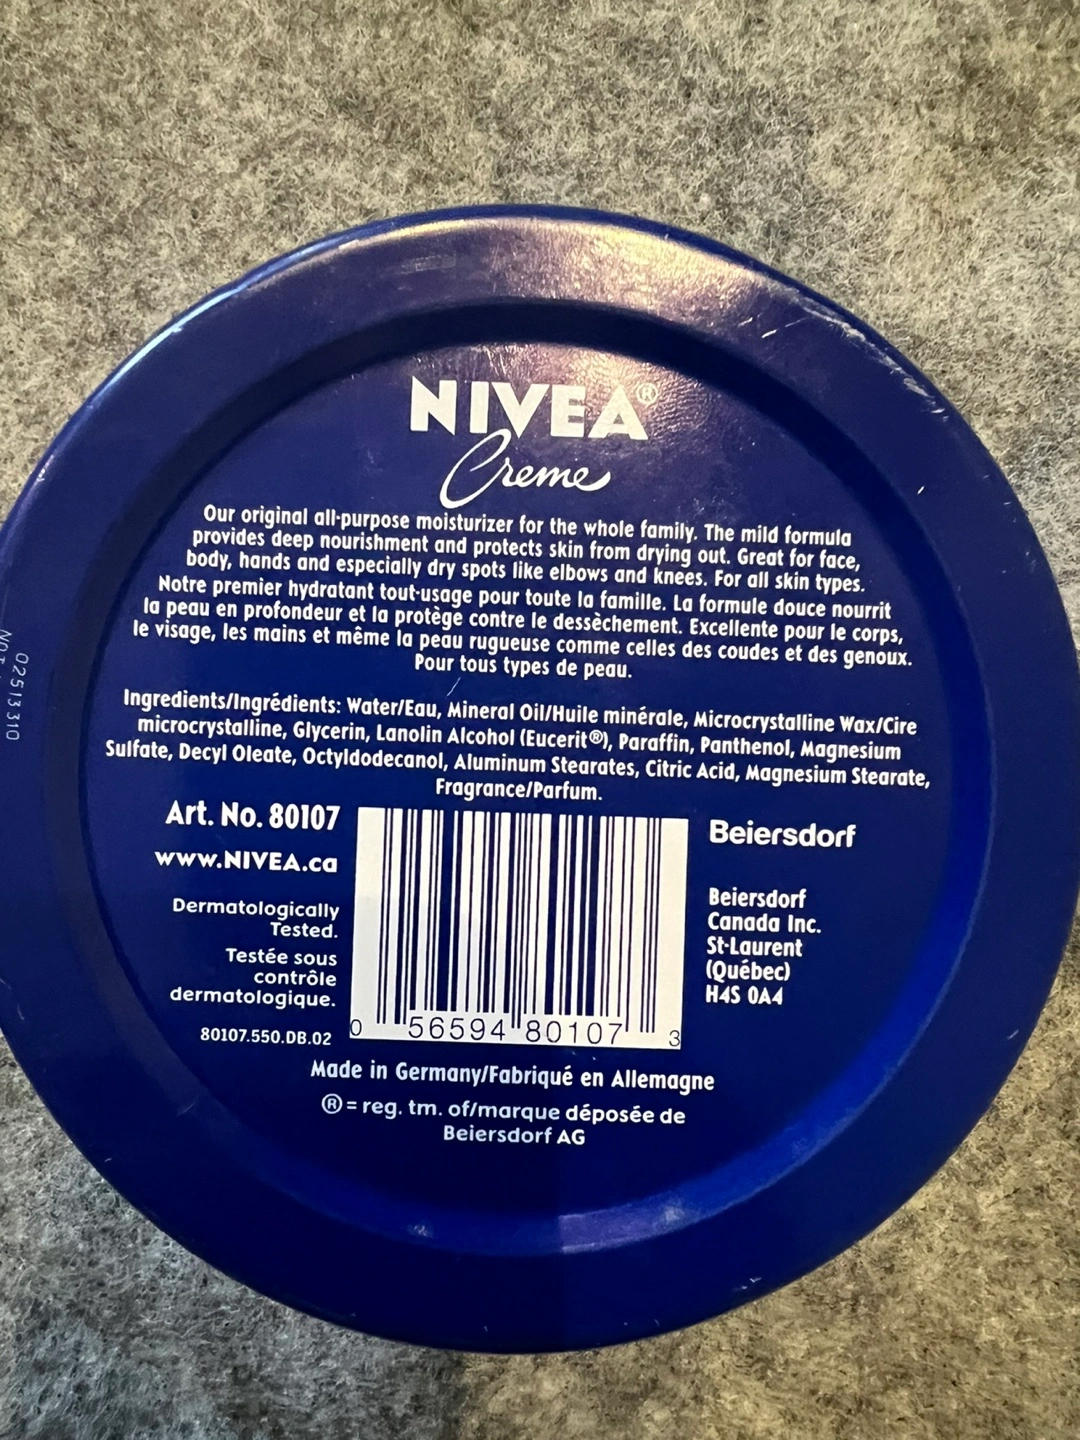 NIVEA®
Creme
Our original all-purpose moisturizer for the whole family. The mild formula
provides deep nourishment and protects skin from drying out. Great for face,
body, hands and especially dry spots like elbows and knees. For all skin types.
Notre premier hydratant tout-usage pour toute la famille. La formule douce nourrit
la peau en profondeur et la protège contre le dessèchement. Excellente pour le corps,
le visage, les mains et même la peau rugueuse comme celles des coudes et des genoux.
Pour tous types de peau.
Ingredients/Ingrédients: Water/Eau, Mineral Oil/Huile minérale, Microcrystalline Wax/Cire
microcrystalline, Glycerin, Lanolin Alcohol (Eucerit®), Paraffin, Panthenol, Magnesium
Sulfate, Decyl Oleate, Octyldodecanol, Aluminum Stearates, Citric Acid, Magnesium Stearate,
Fragrance/Parfum.
Art. No. 80107
www.NIVEA.ca
Dermatologically
Tested.
Testée sous
contrôle
dermatologique.
80107.550.DB.02
0 56594 80107 3
Beiersdorf
Beiersdorf
Canada Inc.
St-Laurent
(Québec)
H4S 0A4
Made in Germany/Fabriqué en Allemagne
® = reg. tm. of/marque déposée de
Beiersdorf AG
02513310